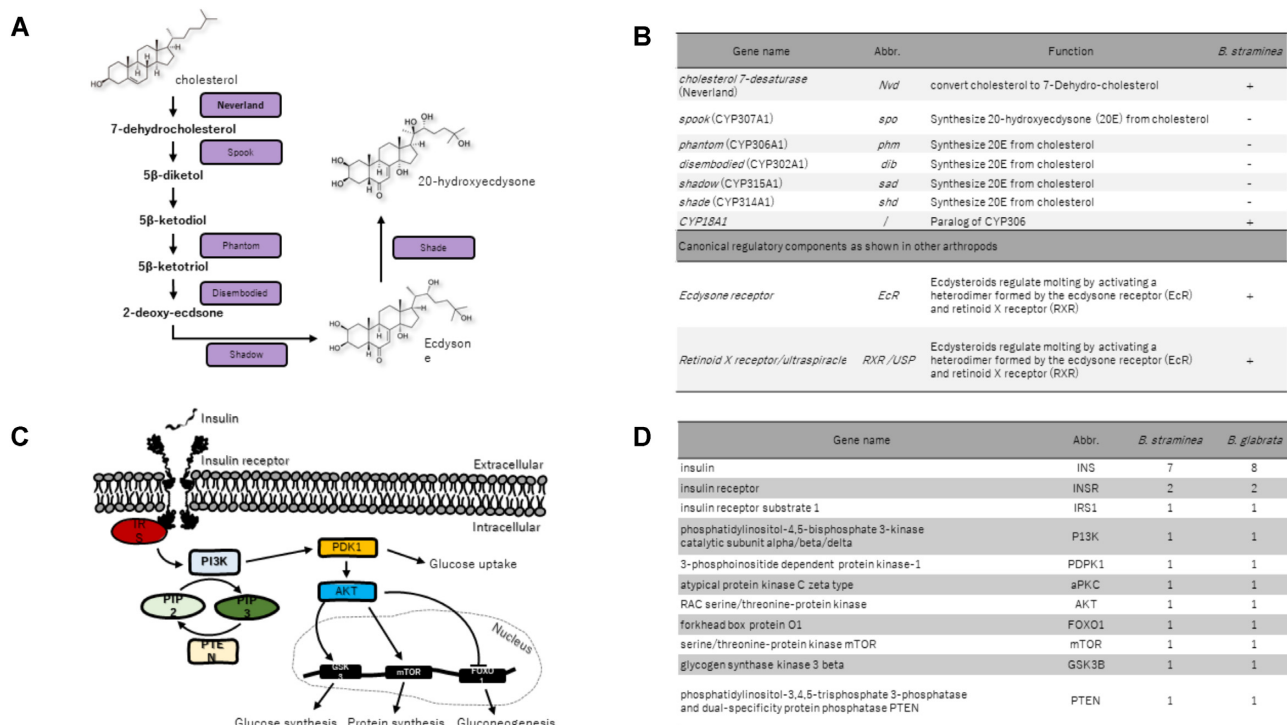 A
HO
H
H
H
H
cholesterol
Neverland
7-dehydrocholesterol
Spook
5β-diketol
5β-ketodiol
Phantom
5β-ketotriol
Disembodied
2-deoxy-ecdsone
Shadow
HO
HO
H
O
H
OH
H
OH
OH
Ecdyson
e
Shade
HO
HO
H
O
H
OH
H
HO
OH
OH
20-hydroxyecdysone
B
Gene name Abbr. Function B. straminea
cholesterol 7-desaturase
(Neverland) Nvd convert cholesterol to 7-Dehydro-cholesterol +
spook (CYP307A1) spo Synthesize 20-hydroxyecdysone (20E) from cholesterol -
phantom (CYP306A1) phm Synthesize 20E from cholesterol -
disembodied (CYP302A1) dib Synthesize 20E from cholesterol -
shadow (CYP315A1) sad Synthesize 20E from cholesterol -
shade (CYP314A1) shd Synthesize 20E from cholesterol -
CYP18A1 / Paralog of CYP306 +
Canonical regulatory components as shown in other arthropods
Ecdysone receptor EcR Ecdysteroids regulate molting by activating a
heterodimer formed by the ecdysone receptor (EcR)
and retinoid X receptor (RXR) +
Retinoid X receptor/ultraspiracle RXR /USP Ecdysteroids regulate molting by activating a
heterodimer formed by the ecdysone receptor (EcR)
and retinoid X receptor (RXR) +
C
Insulin
Insulin receptor
Extracellular
Intracellular
IR
S
PI3K
PDK1
Glucose uptake
AKT
PIP
2
PIP
3
PTE
N
Nucleus
GSK
3
mTOR
FOXO
1
Glucose synthesis Protein synthesis Gluconeogenesis
D
Gene name Abbr. B. straminea B. glabrata
insulin INS 7 8
insulin receptor INSR 2 2
insulin receptor substrate 1 IRS1 1 1
phosphatidylinositol-4,5-bisphosphate 3-kinase
catalytic subunit alpha/beta/delta P13K 1 1
3-phosphoinositide dependent protein kinase-1 PDPK1 1 1
atypical protein kinase C zeta type aPKC 1 1
RAC serine/threonine-protein kinase AKT 1 1
forkhead box protein O1 FOXO1 1 1
serine/threonine-protein kinase mTOR mTOR 1 1
glycogen synthase kinase 3 beta GSK3B 1 1
phosphatidylinositol-3,4,5-trisphosphate 3-phosphatase
and dual-specificity protein phosphatase PTEN PTEN 1 1